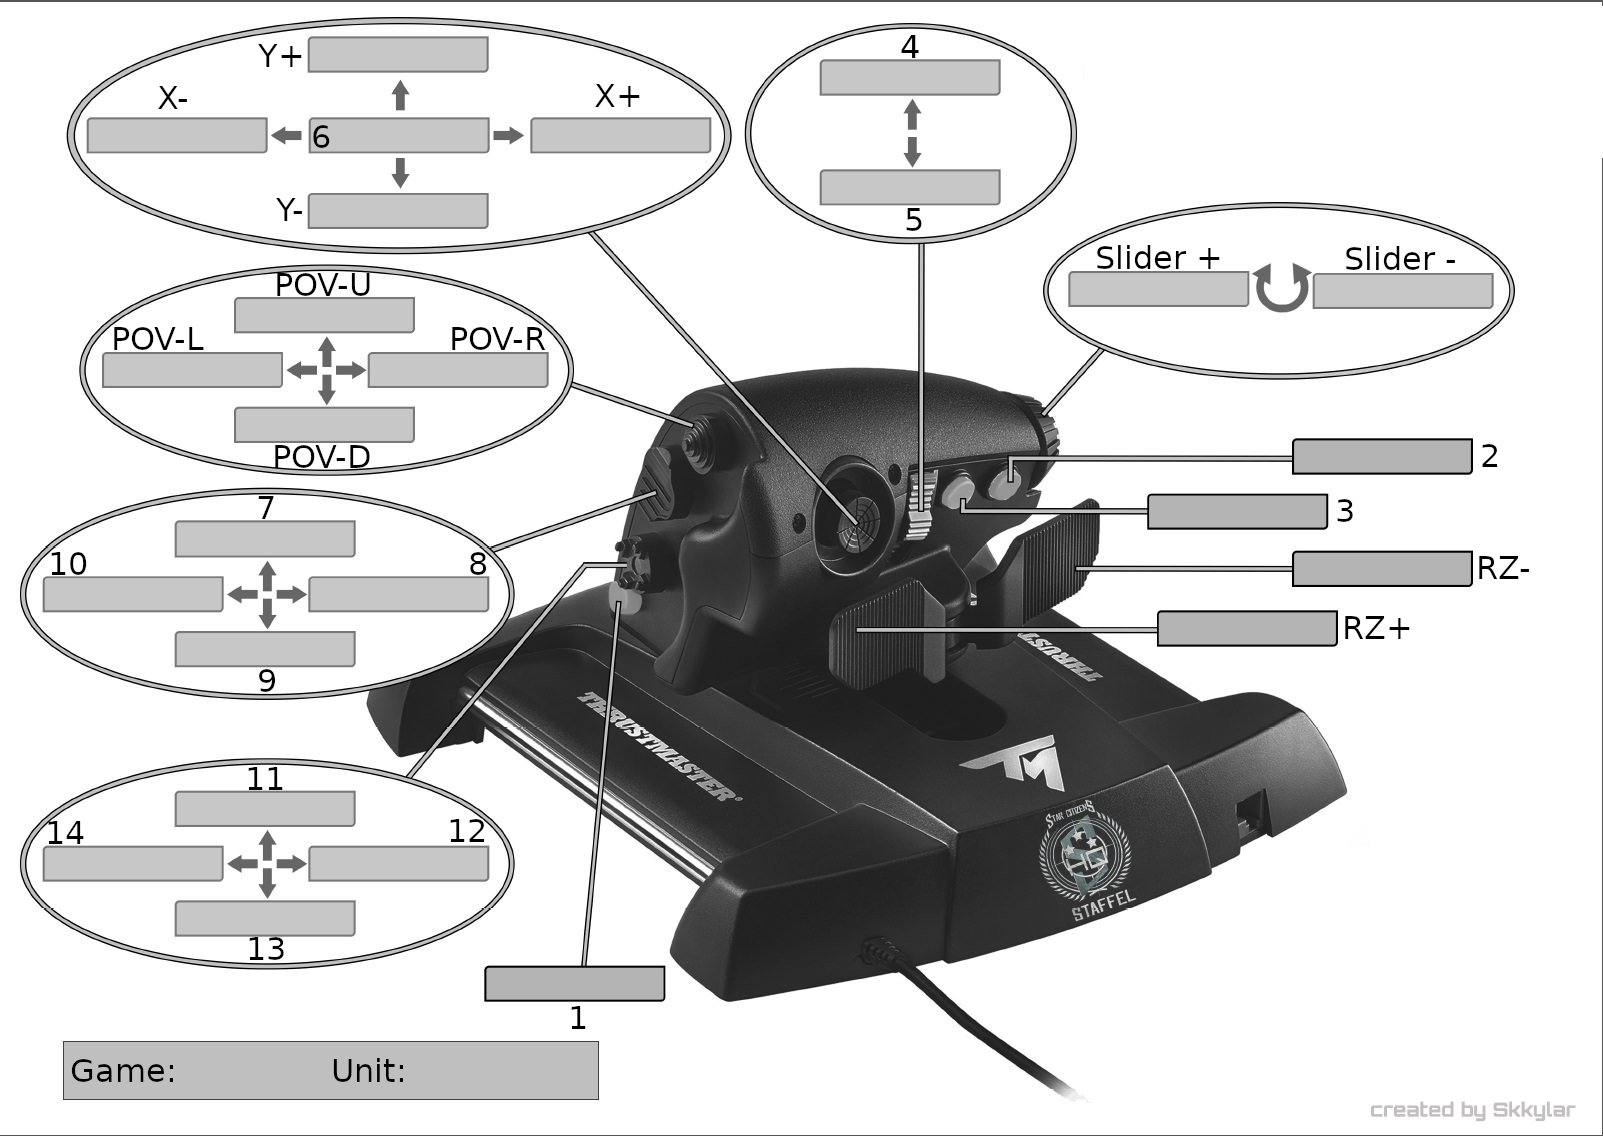 Y+
X-
X+
6
Y-
4
5
Slider +
Slider -
POV-U
POV-L
POV-R
POV-D
2
3
7
10
8
9
RZ-
RZ+
THRUST
THRUSTMASTER®
TM
11
14
12
13
STAR CITIZENS
STAFFEL
1
Game:
Unit:
created by Skkylar